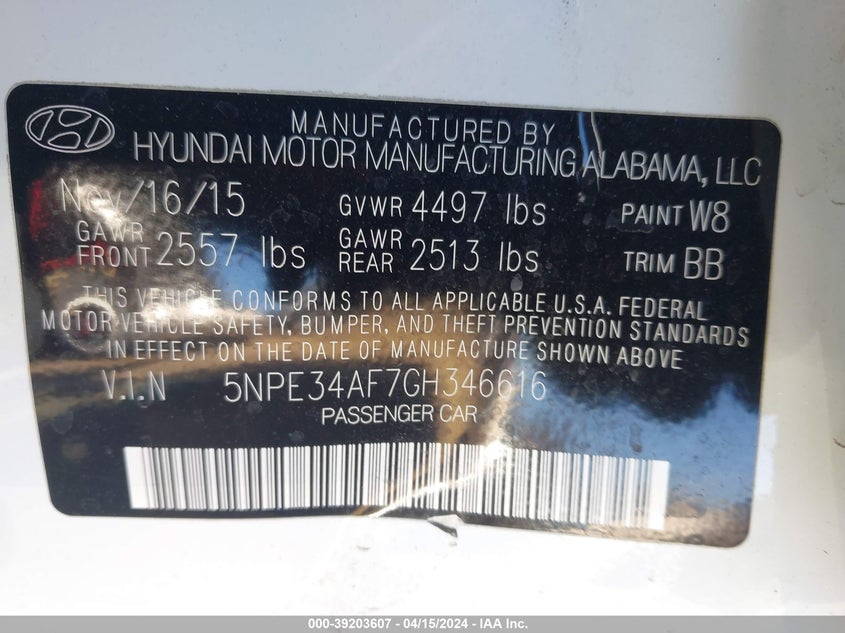 MANUFACTURED BY
HYUNDAI MOTOR MANUFACTURING ALABAMA, LLC
Nov/16/15 GVWR 4497 lbs PAINT W8
GAWR FRONT 2557 lbs GAWR REAR 2513 lbs TRIM BB
THIS VEHICLE CONFORMS TO ALL APPLICABLE U.S.A. FEDERAL
MOTOR VEHICLE SAFETY, BUMPER, AND THEFT PREVENTION STANDARDS
IN EFFECT ON THE DATE OF MANUFACTURE SHOWN ABOVE
V.I.N 5NPE34AF7GH346616
PASSENGER CAR
000-39203607 - 04/15/2024 - IAA Inc.